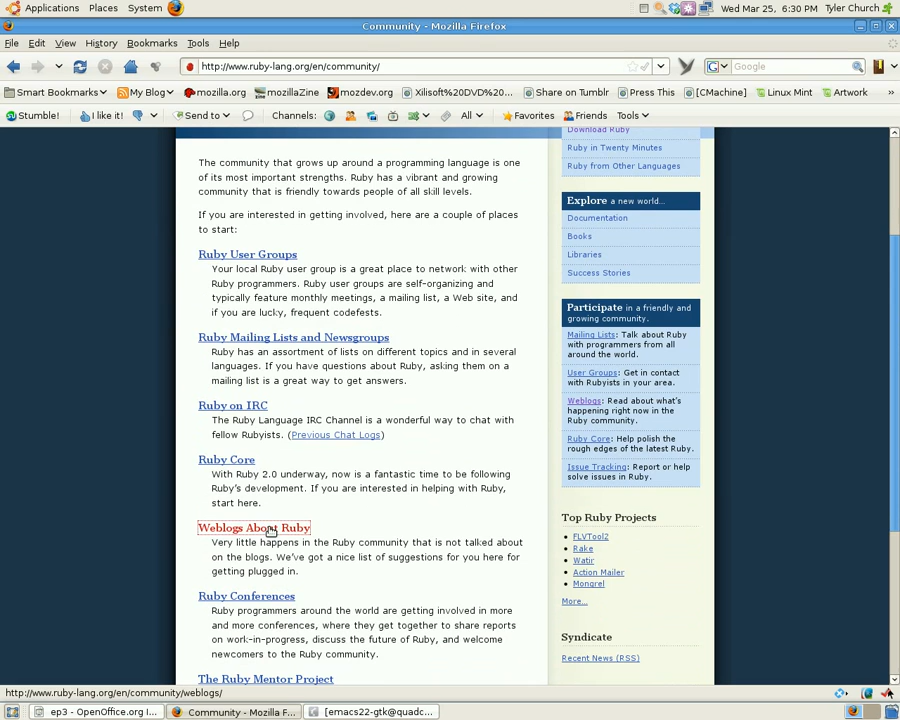 Applications Places System Wed Mar 25, 6:30 PM Tyler Church
Community - Mozilla Firefox
File Edit View History Bookmarks Tools Help
http://www.ruby-lang.org/en/community/ Google
Smart Bookmarks My Blog mozilla.org mozillaZine mozdev.org Xilisoft%20DVD%20... Share on Tumblr Press This [CMachine] Linux Mint Artwork »
Stumble! I like it! Send to Channels: All Favorites Friends Tools
The community that grows up around a programming language is one
of its most important strengths. Ruby has a vibrant and growing
community that is friendly towards people of all skill levels.
If you are interested in getting involved, here are a couple of places
to start:
Ruby User Groups
Your local Ruby user group is a great place to network with other
Ruby programmers. Ruby user groups are self-organizing and
typically feature monthly meetings, a mailing list, a Web site, and
if you are lucky, frequent codefests.
Ruby Mailing Lists and Newsgroups
Ruby has an assortment of lists on different topics and in several
languages. If you have questions about Ruby, asking them on a
mailing list is a great way to get answers.
Ruby on IRC
The Ruby Language IRC Channel is a wonderful way to chat with
fellow Rubyists. (Previous Chat Logs)
Ruby Core
With Ruby 2.0 underway, now is a fantastic time to be following
Ruby's development. If you are interested in helping with Ruby,
start here.
Weblogs About Ruby
Very little happens in the Ruby community that is not talked about
on the blogs. We've got a nice list of suggestions for you here for
getting plugged in.
Ruby Conferences
Ruby programmers around the world are getting involved in more
and more conferences, where they get together to share reports
on work-in-progress, discuss the future of Ruby, and welcome
newcomers to the Ruby community.
The Ruby Mentor Project
Download Ruby
Ruby in Twenty Minutes
Ruby from Other Languages
Explore a new world...
Documentation
Books
Libraries
Success Stories
Participate in a friendly and
growing community.
Mailing Lists: Talk about Ruby
with programmers from all
around the world.
User Groups: Get in contact
with Rubyists in your area.
Weblogs: Read about what's
happening right now in the
Ruby community.
Ruby Core: Help polish the
rough edges of the latest Ruby.
Issue Tracking: Report or help
solve issues in Ruby.
Top Ruby Projects
FLVTool2
Rake
Watir
Action Mailer
Mongrel
More...
Syndicate
Recent News (RSS)
http://www.ruby-lang.org/en/community/weblogs/
ep3 - OpenOffice.org I... Community - Mozilla F... [emacs22-gtk@quadc...